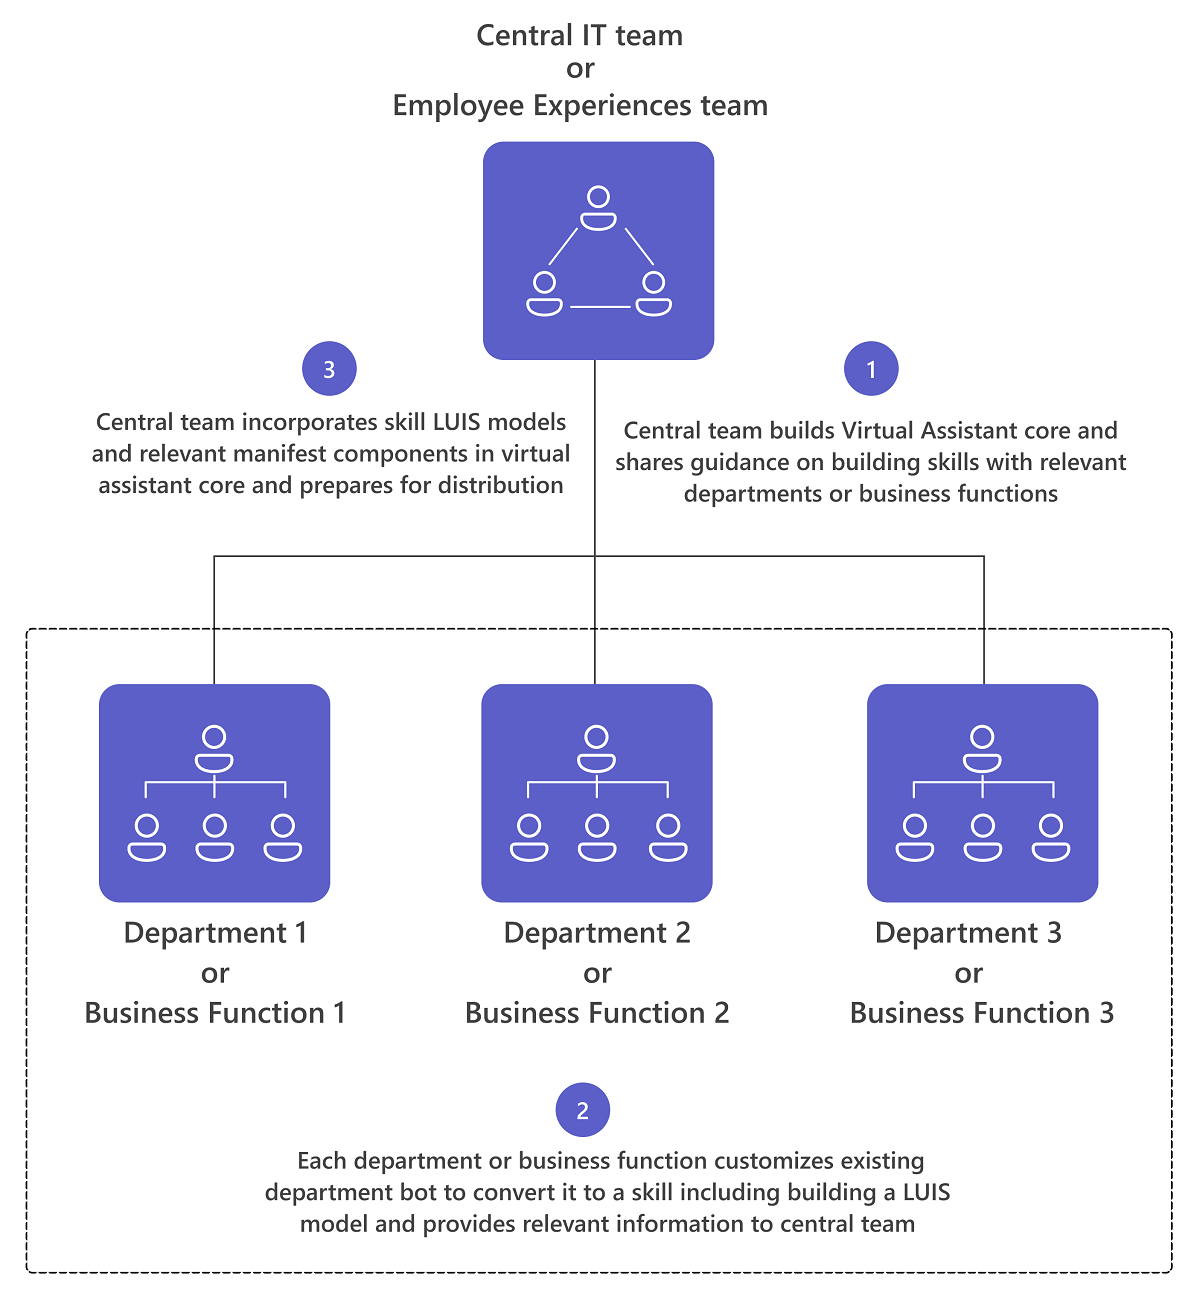 Central IT team
or
Employee Experiences team
3
Central team incorporates skill LUIS models
and relevant manifest components in virtual
assistant core and prepares for distribution
1
Central team builds Virtual Assistant core and
shares guidance on building skills with relevant
departments or business functions
Department 1
or
Business Function 1
Department 2
or
Business Function 2
Department 3
or
Business Function 3
2
Each department or business function customizes existing
department bot to convert it to a skill including building a LUIS
model and provides relevant information to central team